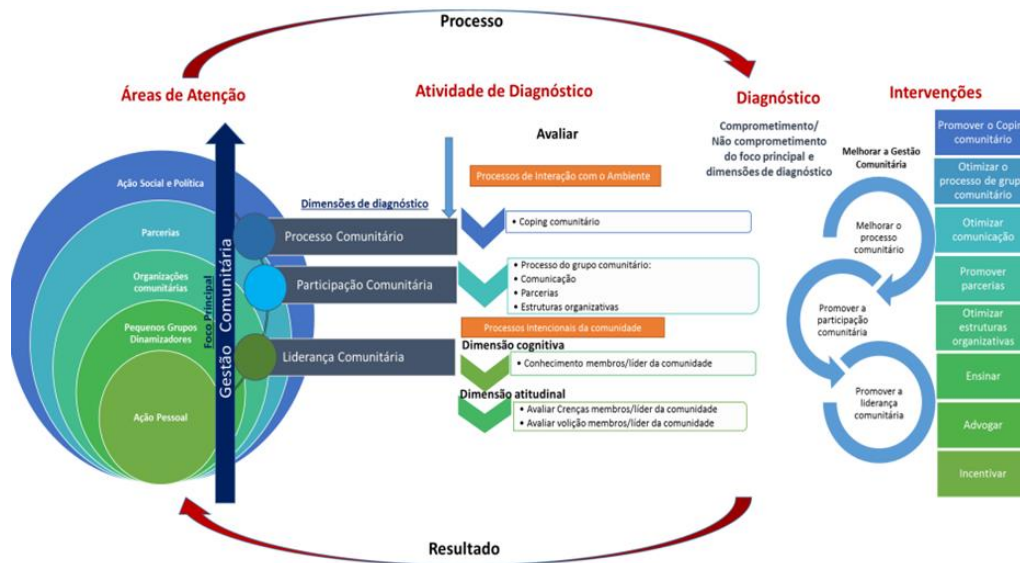 Processo
Áreas de Atenção
Ação Social e Política
Parcerias
Organizações
comunitárias
Pequenos Grupos
Dinamizadores
Ação Pessoal
Foco Principal
Gestão Comunitária
Atividade de Diagnóstico
Avaliar
Dimensões de diagnóstico
Processo Comunitário
Participação Comunitária
Liderança Comunitária
Processos de Interação com o Ambiente
• Coping comunitário
• Processo do grupo comunitário:
• Comunicação
• Parcerias
• Estruturas organizativas
Processos Intencionais da comunidade
Dimensão cognitiva
• Conhecimento membros/líder da comunidade
Dimensão atitudinal
• Avaliar Crenças membros/líder da comunidade
• Avaliar volição membros/líder da comunidade
Diagnóstico
Comprometimento/
Não comprometimento
do foco principal e
dimensões de diagnóstico
Intervenções
Melhorar a Gestão
Comunitária
Melhorar o
processo
comunitário
Promover a
participação
comunitária
Promover a
liderança
comunitária
Promover o Coping
comunitário
Otimizar o
processo de grupo
comunitário
Otimizar
comunicação
Promover
parcerias
Otimizar
estruturas
organizativas
Ensinar
Advogar
Incentivar
Resultado